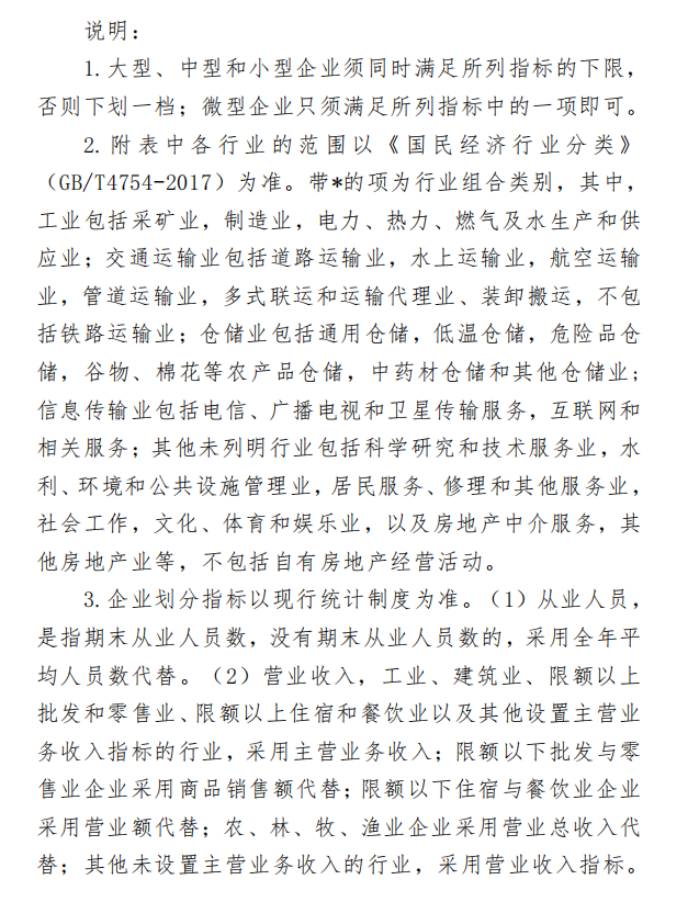 说明：
1.大型、中型和小型企业须同时满足所列指标的下限，
否则下划一档；微型企业只须满足所列指标中的一项即可。
2.附表中各行业的范围以《国民经济行业分类》
（GB/T4754-2017）为准。带*的项为行业组合类别，其中，
工业包括采矿业，制造业，电力、热力、燃气及水生产和供
应业；交通运输业包括道路运输业，水上运输业，航空运输
业，管道运输业，多式联运和运输代理业、装卸搬运，不包
括铁路运输业；仓储业包括通用仓储，低温仓储，危险品仓
储，谷物、棉花等农产品仓储，中药材仓储和其他仓储业；
信息传输业包括电信、广播电视和卫星传输服务，互联网和
相关服务；其他未列明行业包括科学研究和技术服务业，水
利、环境和公共设施管理业，居民服务、修理和其他服务业，
社会工作，文化、体育和娱乐业，以及房地产中介服务，其
他房地产业等，不包括自有房地产经营活动。
3.企业划分指标以现行统计制度为准。（1）从业人员，
是指期末从业人员数，没有期末从业人员数的，采用全年平
均人员数代替。（2）营业收入，工业、建筑业、限额以上
批发和零售业、限额以上住宿和餐饮业以及其他设置主营业
务收入指标的行业，采用主营业务收入；限额以下批发与零
售业企业采用商品销售额代替；限额以下住宿与餐饮业企业
采用营业额代替；农、林、牧、渔业企业采用营业总收入代
替；其他未设置主营业务收入的行业，采用营业收入指标。